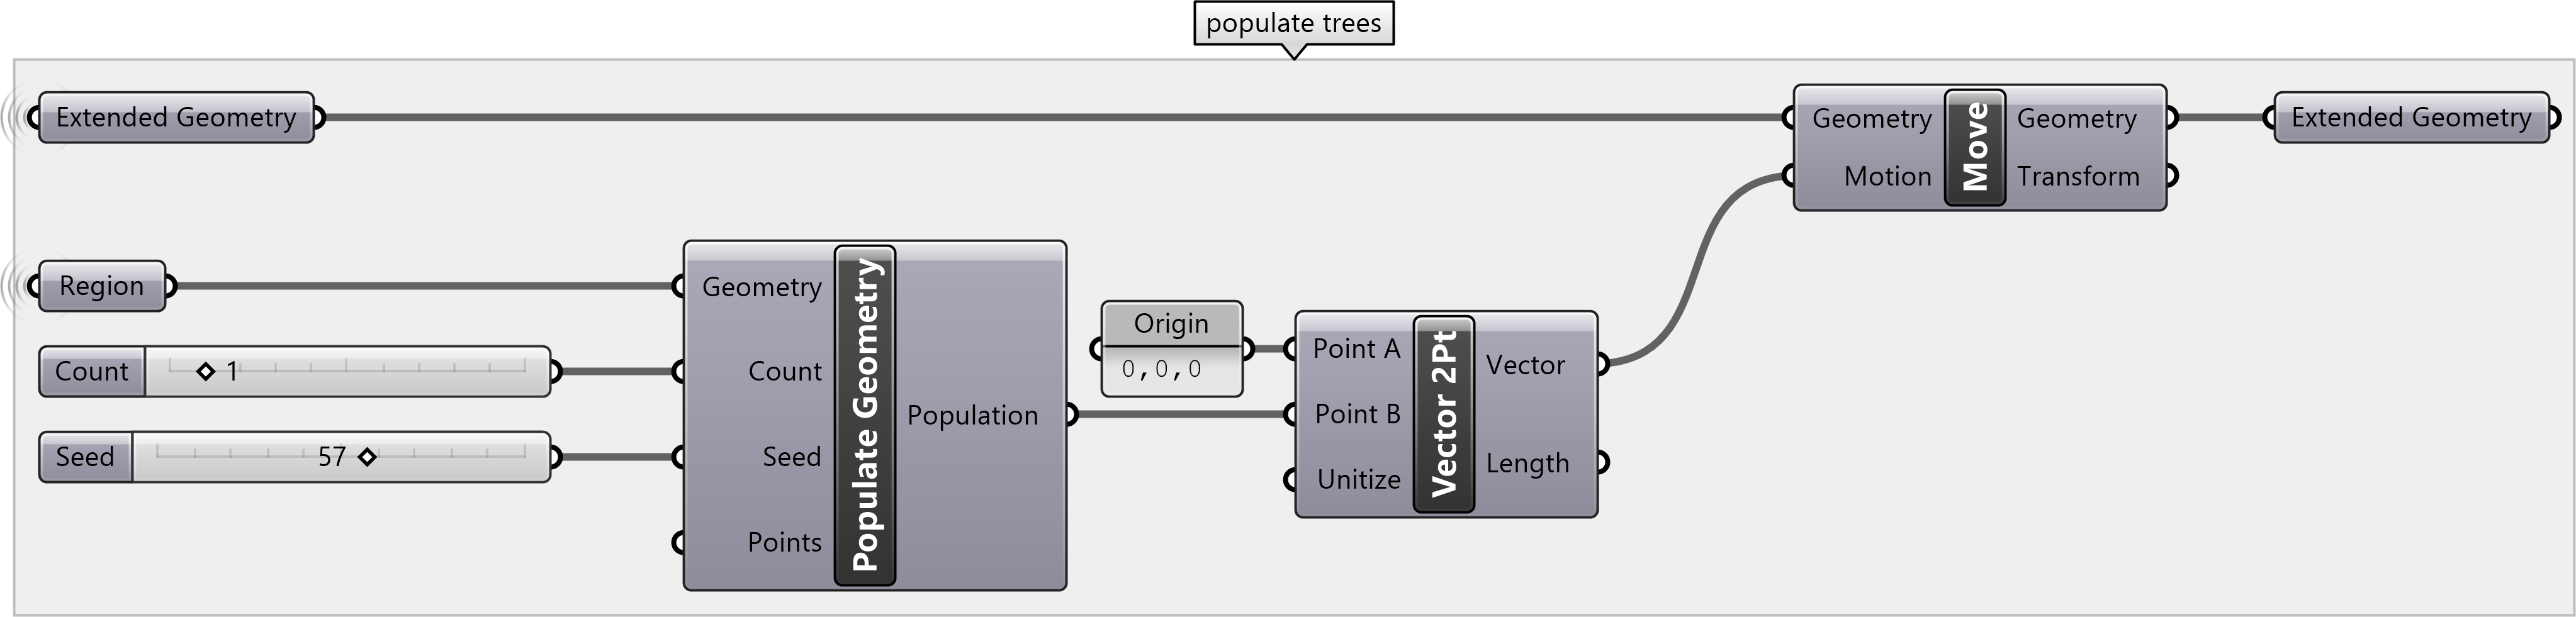 populate trees
Extended Geometry
Geometry
Motion
Move
Geometry
Transform
Extended Geometry
Region
Count
1
Seed
57
Geometry
Count
Seed
Points
Populate Geometry
Population
Origin
0,0,0
Point A
Point B
Unitize
Vector 2Pt
Vector
Length